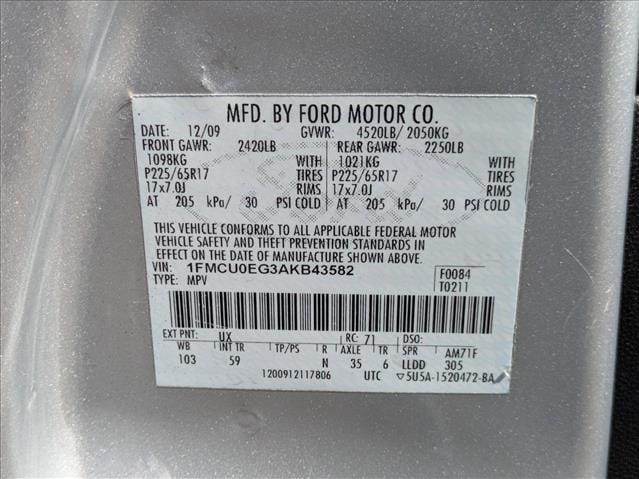 MFD. BY FORD MOTOR CO.
DATE: 12/09 GVWR: 4520LB/ 2050KG
FRONT GAWR: 2420LB REAR GAWR: 2250LB
1098KG WITH 1021KG WITH
P225/65R17 TIRES P225/65R17 TIRES
17x7.0J RIMS 17x7.0J RIMS
AT 205 kPa/ 30 PSI COLD AT 205 kPa/ 30 PSI COLD
THIS VEHICLE CONFORMS TO ALL APPLICABLE FEDERAL MOTOR
VEHICLE SAFETY AND THEFT PREVENTION STANDARDS IN
EFFECT ON THE DATE OF MANUFACTURE SHOWN ABOVE.
VIN: 1FMCU0EG3AKB43582 F0084
TYPE: MPV T0211
EXT PNT: UX RC: 71 DSO:
WB INT TR TP/PS R AXLE TR SPR AM71F
103 59 N 35 6 LLDD 305
1200912117806 UTC ▽5U5A-1520472-BA